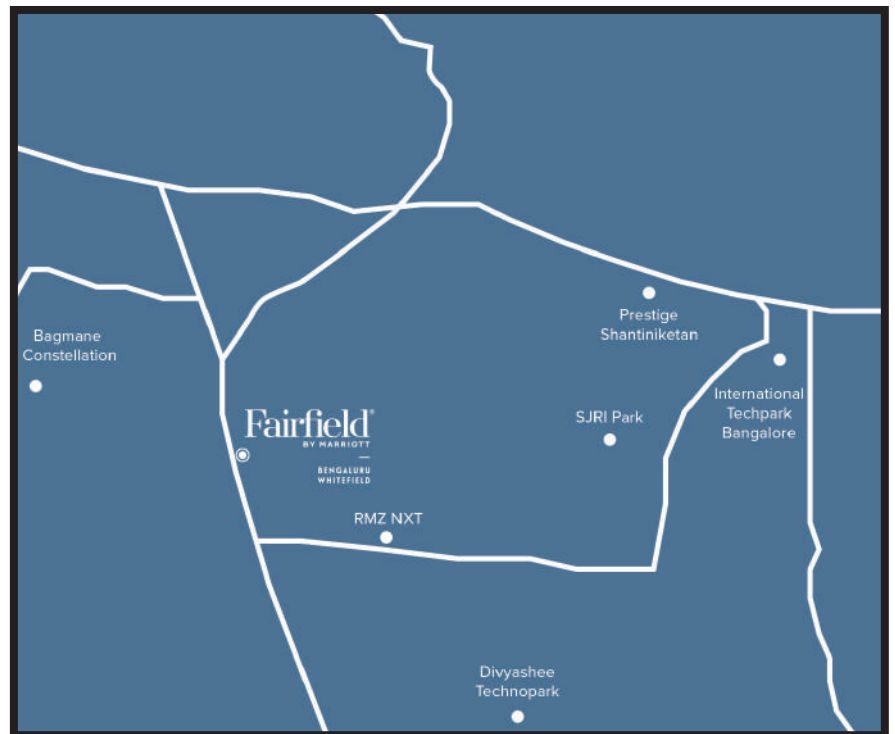 Prestige
Shantiniketan
Bagmane
Constellation
International
Techpark
Bangalore
SJRI Park
Fairfield®
BY MARRIOTT
BENGALURU
WHITEFIELD
RMZ NXT
Divyashee
Technopark